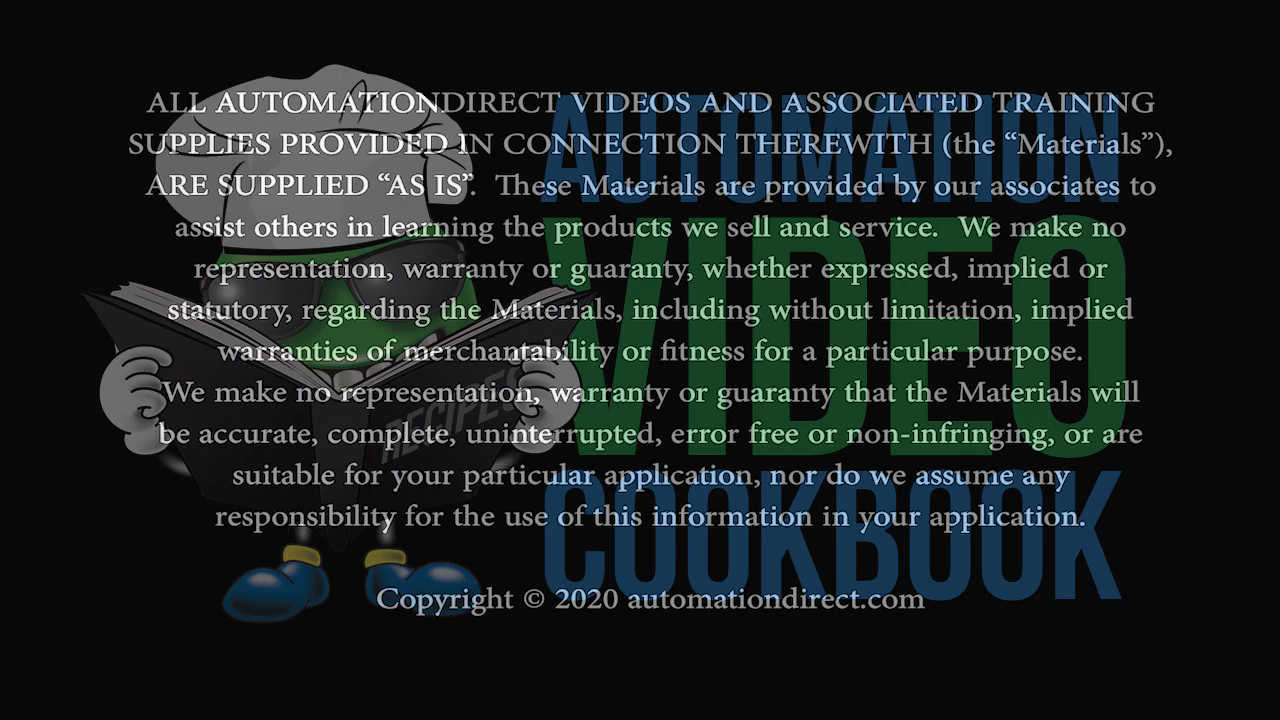 ALL AUTOMATIONDIRECT VIDEOS AND ASSOCIATED TRAINING
SUPPLIES PROVIDED IN CONNECTION THEREWITH (the “Materials”),
ARE SUPPLIED “AS IS”.  These Materials are provided by our associates to
assist others in learning the products we sell and service.  We make no
representation, warranty or guaranty, whether expressed, implied or
statutory, regarding the Materials, including without limitation, implied
warranties of merchantability or fitness for a particular purpose.
We make no representation, warranty or guaranty that the Materials will
be accurate, complete, uninterrupted, error free or non-infringing, or are
suitable for your particular application, nor do we assume any
responsibility for the use of this information in your application.
Copyright © 2020 automationdirect.com
AUTOMATION
VIDEO
COOKBOOK
RECIPES